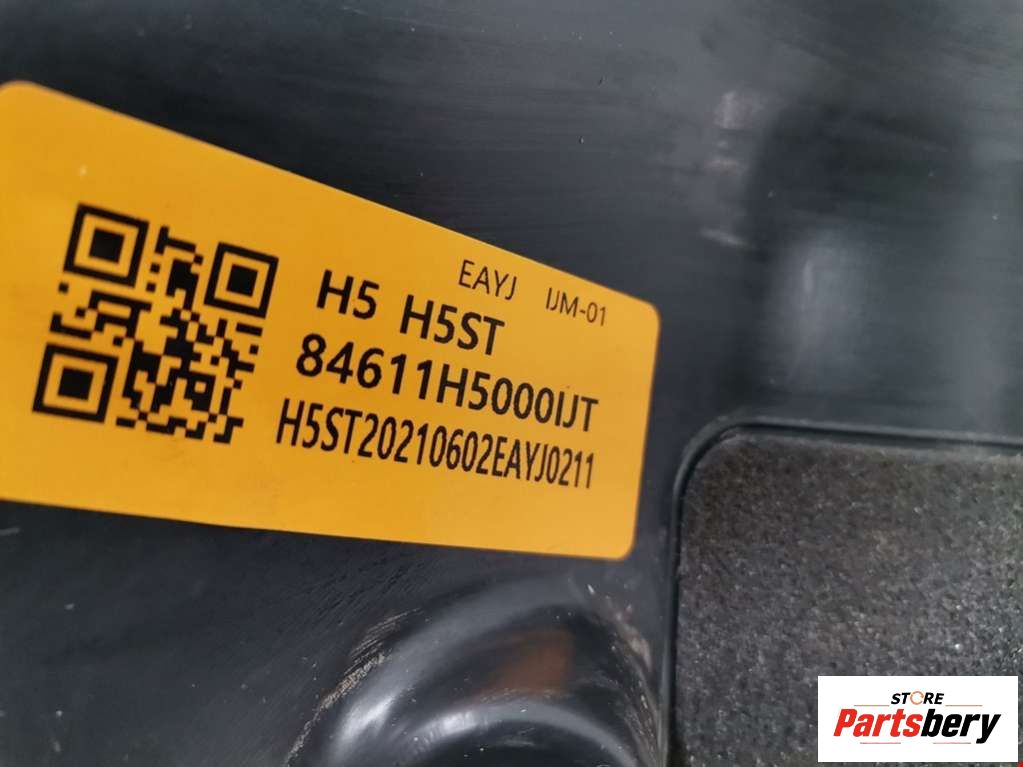 EAYJ IJM-01
H5 H5ST
84611H5000IJT
H5ST20210602EAYJ0211
STORE
Partsbery